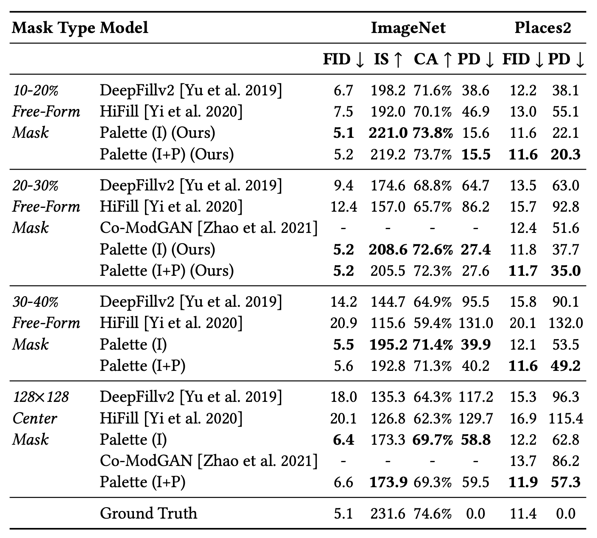 Mask Type Model ImageNet Places2
FID ↓ IS ↑ CA ↑ PD ↓ FID ↓ PD ↓
10-20% DeepFillv2 [Yu et al. 2019] 6.7 198.2 71.6% 38.6 12.2 38.1
Free-Form HiFill [Yi et al. 2020] 7.5 192.0 70.1% 46.9 13.0 55.1
Mask Palette (I) (Ours) 5.1 221.0 73.8% 15.6 11.6 22.1
Palette (I+P) (Ours) 5.2 219.2 73.7% 15.5 11.6 20.3
20-30% DeepFillv2 [Yu et al. 2019] 9.4 174.6 68.8% 64.7 13.5 63.0
Free-Form HiFill [Yi et al. 2020] 12.4 157.0 65.7% 86.2 15.7 92.8
Mask Co-ModGAN [Zhao et al. 2021] - - - - 12.4 51.6
Palette (I) (Ours) 5.2 208.6 72.6% 27.4 11.8 37.7
Palette (I+P) (Ours) 5.2 205.5 72.3% 27.6 11.7 35.0
30-40% DeepFillv2 [Yu et al. 2019] 14.2 144.7 64.9% 95.5 15.8 90.1
Free-Form HiFill [Yi et al. 2020] 20.9 115.6 59.4% 131.0 20.1 132.0
Mask Palette (I) 5.5 195.2 71.4% 39.9 12.1 53.5
Palette (I+P) 5.6 192.8 71.3% 40.2 11.6 49.2
128×128 DeepFillv2 [Yu et al. 2019] 18.0 135.3 64.3% 117.2 15.3 96.3
Center HiFill [Yi et al. 2020] 20.1 126.8 62.3% 129.7 16.9 115.4
Mask Palette (I) 6.4 173.3 69.7% 58.8 12.2 62.8
Co-ModGAN [Zhao et al. 2021] - - - - 13.7 86.2
Palette (I+P) 6.6 173.9 69.3% 59.5 11.9 57.3
Ground Truth 5.1 231.6 74.6% 0.0 11.4 0.0